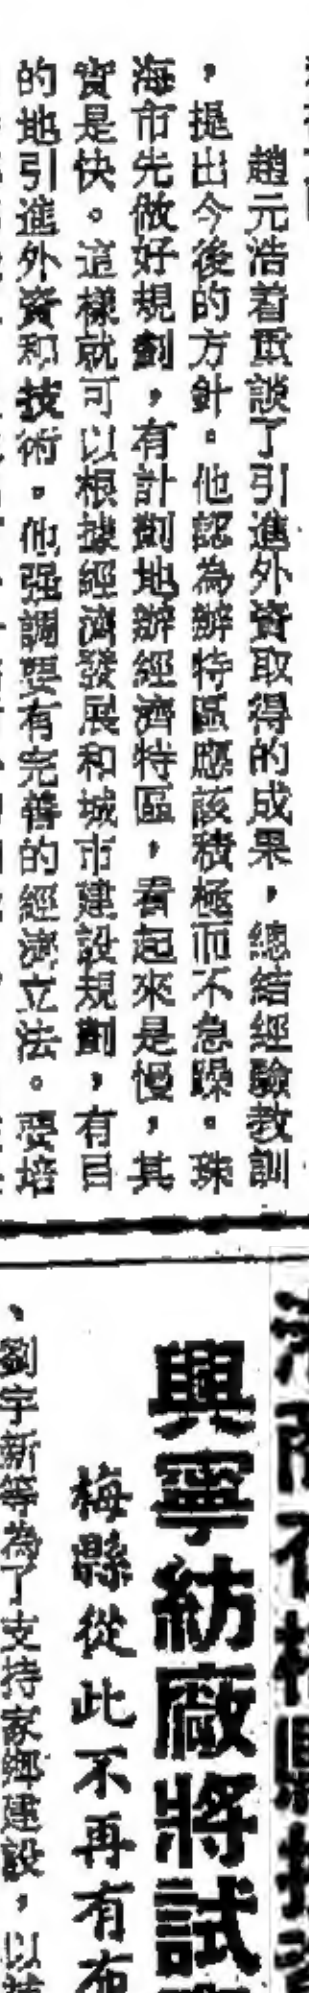 趙元浩着重談了引進外資取得的成果，總結經驗教訓
，提出今後的方針。他認為辦特區應該積極而不急躁。珠
海市先做好規劃，有計劃地辦經濟特區，看起來是慢，其
實是快。這樣就可以根據經濟發展和城市建設規劃，有目
的地引進外資和技術。他强調要有完善的經濟立法。要培
興寧紡廠將試
梅縣從此不再有布
、劉宇新等為了支持家鄉建設，以